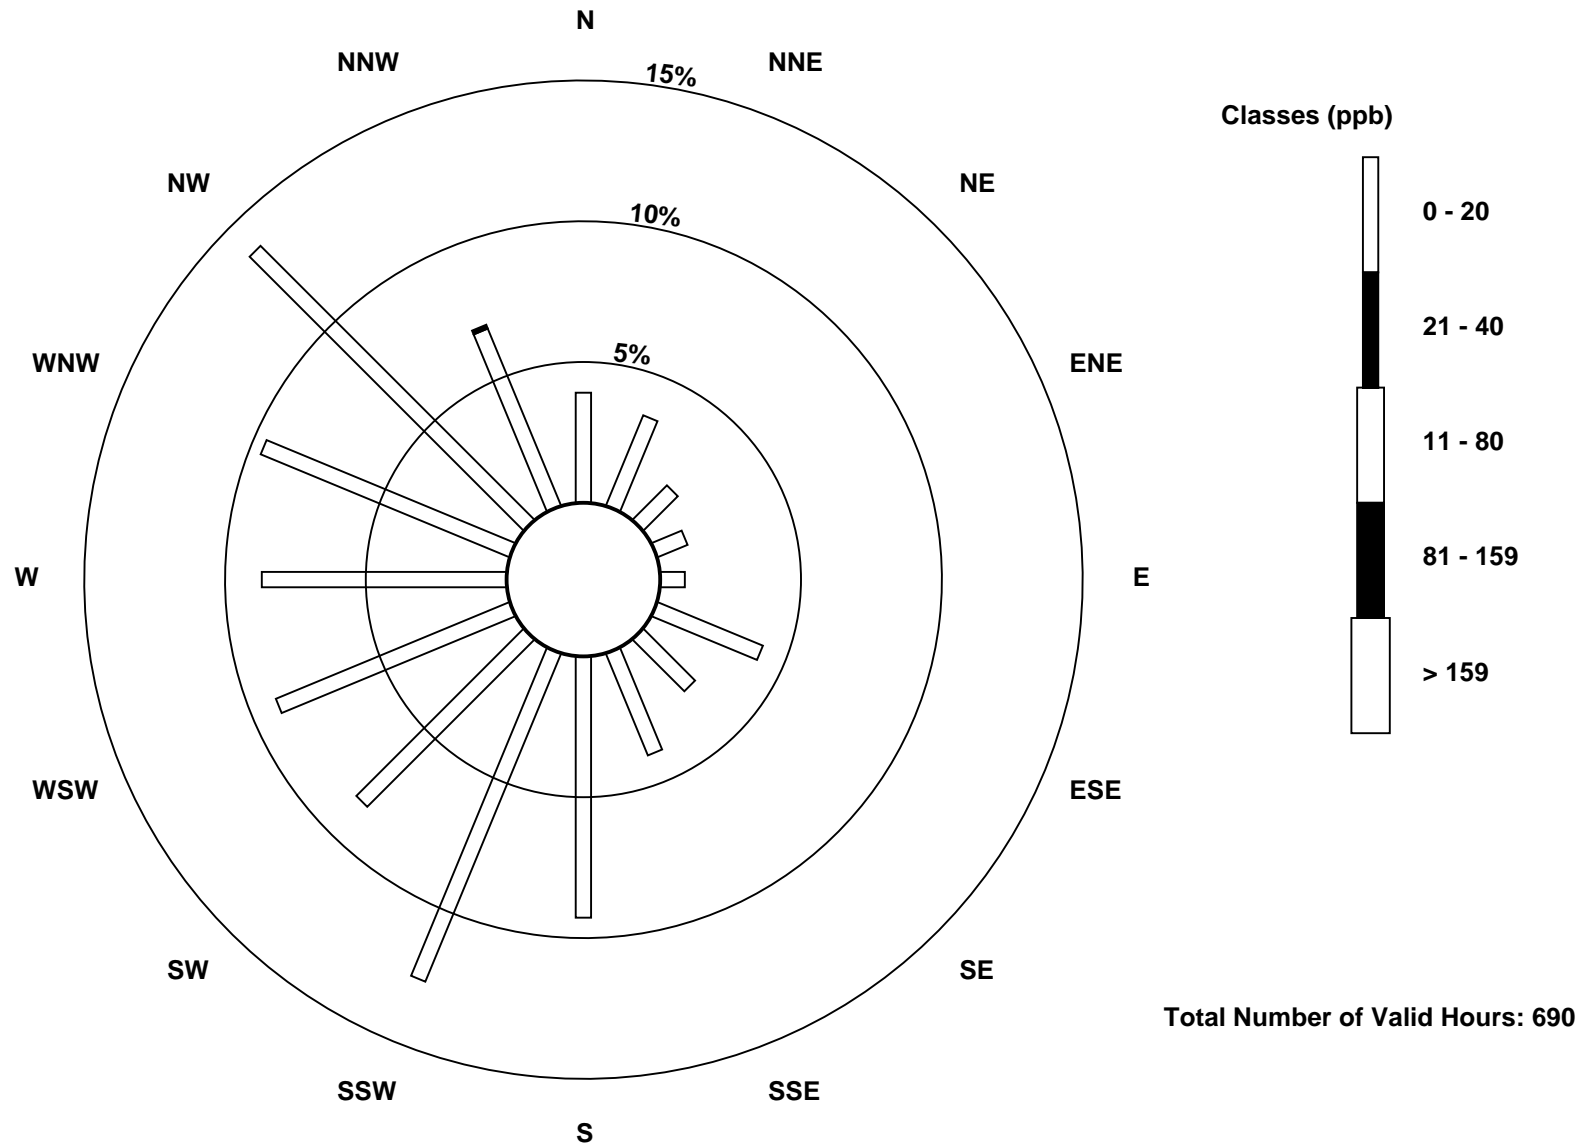 N
NNW
NNE
15%
Classes (ppb)
NW
NE
0 - 20
10%
21 - 40
5%
WNW
ENE
11 - 80
81 - 159
W
E
> 159
WSW
ESE
SW
SE
Total Number of Valid Hours: 690
SSW
SSE
S